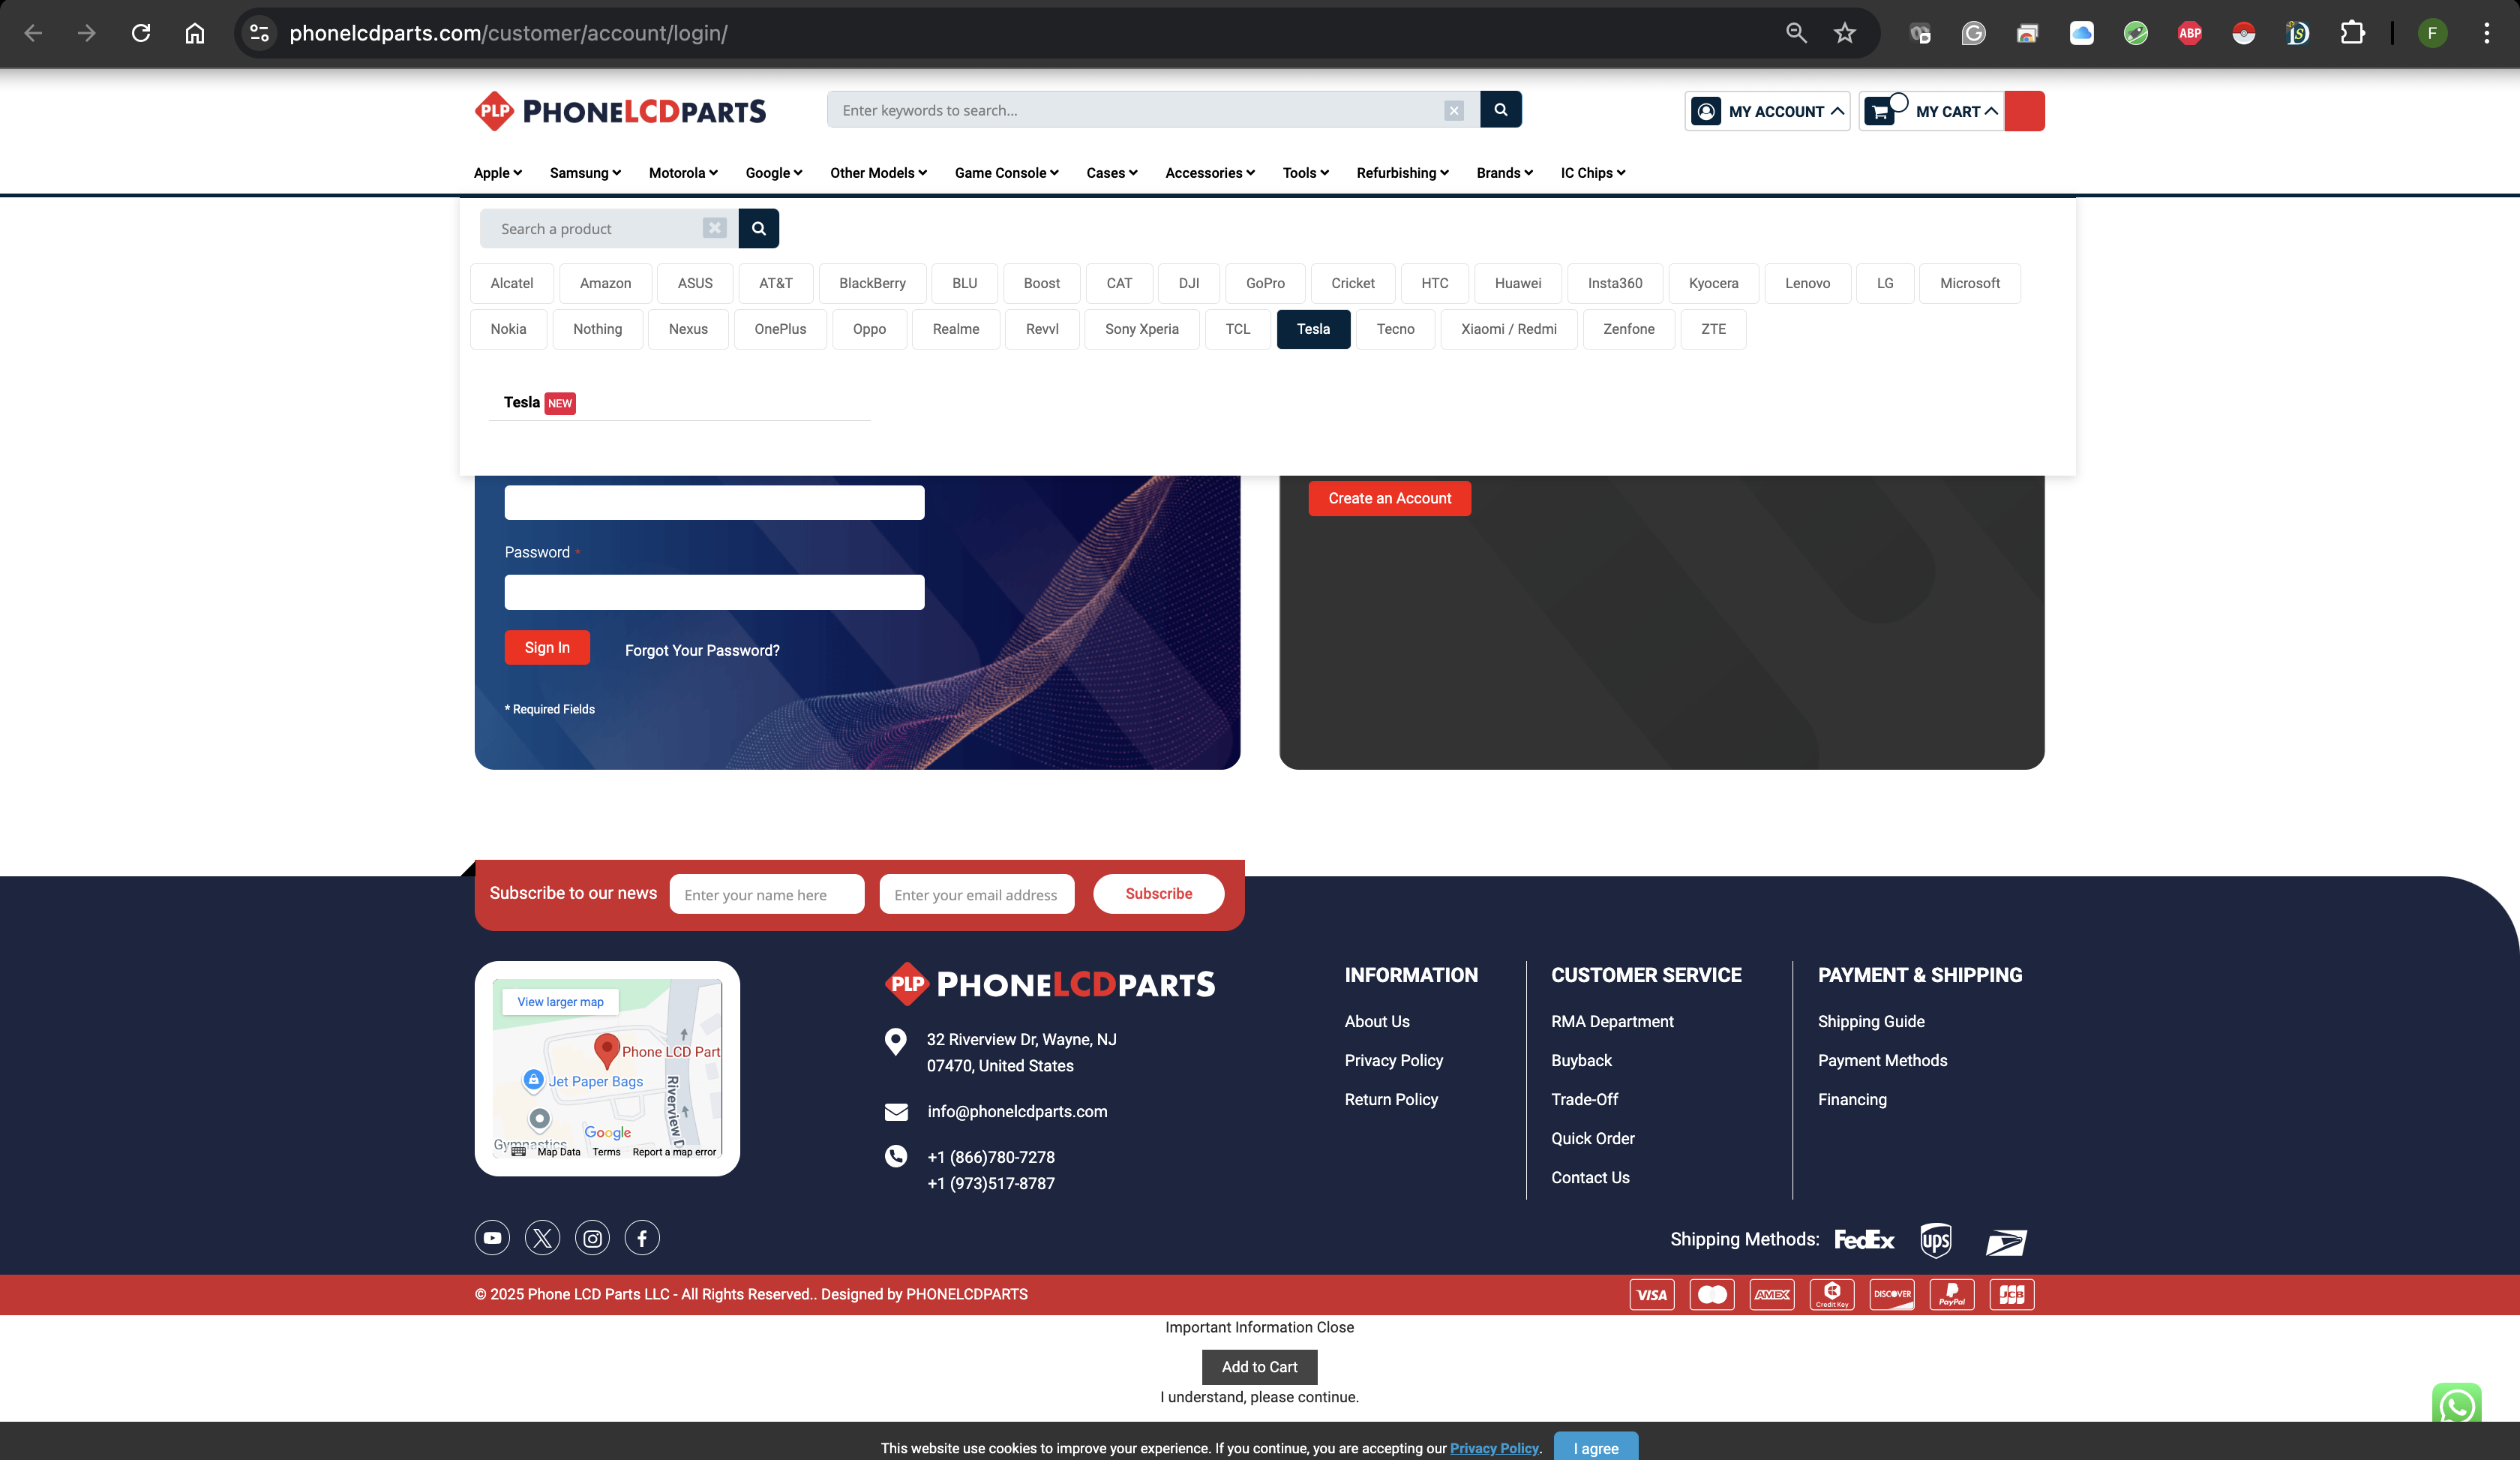 phonelcdparts.com/customer/account/login/
ABP
F
PLP PHONELCDPARTS
Enter keywords to search...
MY ACCOUNT
MY CART
Apple Samsung Motorola Google Other Models Game Console Cases Accessories Tools Refurbishing Brands IC Chips
Search a product
Alcatel Amazon ASUS AT&T BlackBerry BLU Boost CAT DJI GoPro Cricket HTC Huawei Insta360 Kyocera Lenovo LG Microsoft
Nokia Nothing Nexus OnePlus Oppo Realme Revvl Sony Xperia TCL Tesla Tecno Xiaomi / Redmi Zenfone ZTE
Tesla NEW
Create an Account
Password *
Sign In
Forgot Your Password?
* Required Fields
Subscribe to our news
Enter your name here
Enter your email address
Subscribe
View larger map
Phone LCD Part
Jet Paper Bags
Riverview D
Google
Gymnastics
Map Data Terms Report a map error
PLP PHONELCDPARTS
32 Riverview Dr, Wayne, NJ
07470, United States
info@phonelcdparts.com
+1 (866)780-7278
+1 (973)517-8787
INFORMATION
About Us
Privacy Policy
Return Policy
CUSTOMER SERVICE
RMA Department
Buyback
Trade-Off
Quick Order
Contact Us
PAYMENT & SHIPPING
Shipping Guide
Payment Methods
Financing
Shipping Methods: FedEx ups
© 2025 Phone LCD Parts LLC - All Rights Reserved.. Designed by PHONELCDPARTS
VISA AMEX Credit Key DISCOVER PayPal JCB
Important Information Close
Add to Cart
I understand, please continue.
This website use cookies to improve your experience. If you continue, you are accepting our Privacy Policy.
I agree